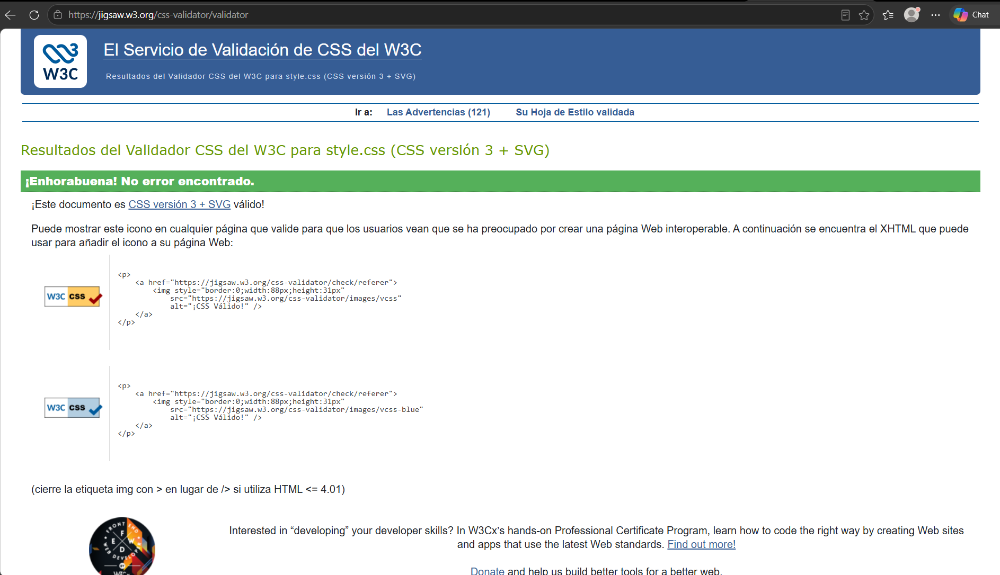 https://jigsaw.w3.org/css-validator/validator
Chat
W3C
El Servicio de Validación de CSS del W3C
Resultados del Validador CSS del W3C para style.css (CSS versión 3 + SVG)
Ir a: Las Advertencias (121) Su Hoja de Estilo validada
Resultados del Validador CSS del W3C para style.css (CSS versión 3 + SVG)
¡Enhorabuena! No error encontrado.
¡Este documento es CSS versión 3 + SVG válido!
Puede mostrar este icono en cualquier página que valide para que los usuarios vean que se ha preocupado por crear una página Web interoperable. A continuación se encuentra el XHTML que puede
usar para añadir el icono a su página Web:
W3C css
<p>
<a href="https://jigsaw.w3.org/css-validator/check/referer">
<img style="border:0;width:88px;height:31px"
src="https://jigsaw.w3.org/css-validator/images/vcss"
alt="¡CSS Válido!" />
</a>
</p>
W3C css
<p>
<a href="https://jigsaw.w3.org/css-validator/check/referer">
<img style="border:0;width:88px;height:31px"
src="https://jigsaw.w3.org/css-validator/images/vcss-blue"
alt="¡CSS Válido!" />
</a>
</p>
(cierre la etiqueta img con > en lugar de /> si utiliza HTML <= 4.01)
FRONT END
WEB DEVELOPER
F E W D
BY
W3Cx
Interested in “developing” your developer skills? In W3Cx’s hands-on Professional Certificate Program, learn how to code the right way by creating Web sites
and apps that use the latest Web standards. Find out more!
Donate and help us build better tools for a better web.